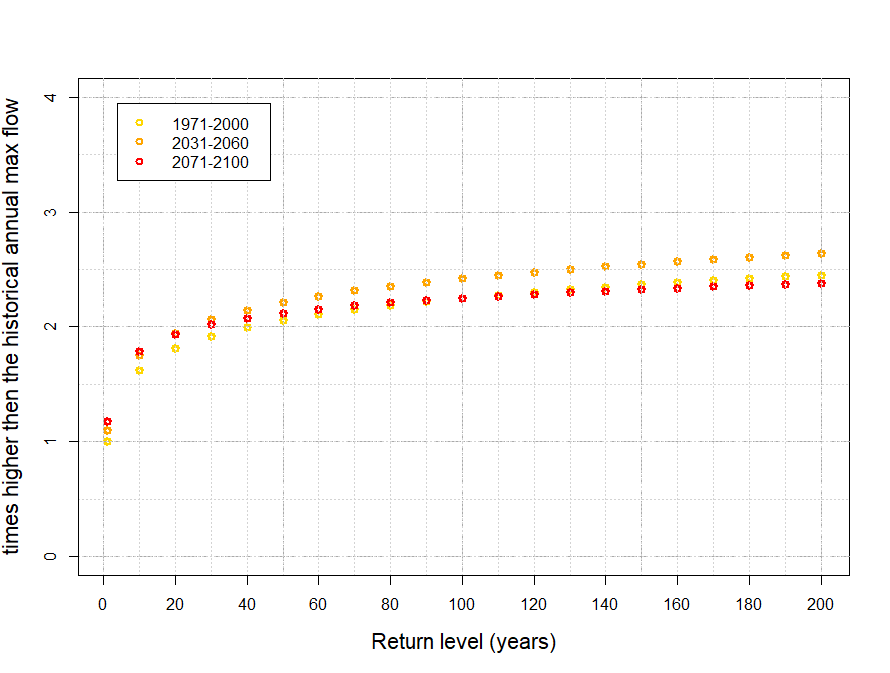 times higher then the historical annual max flow
4
3
2
1
0
1971-2000
2031-2060
2071-2100
0 20 40 60 80 100 120 140 160 180 200
Return level (years)